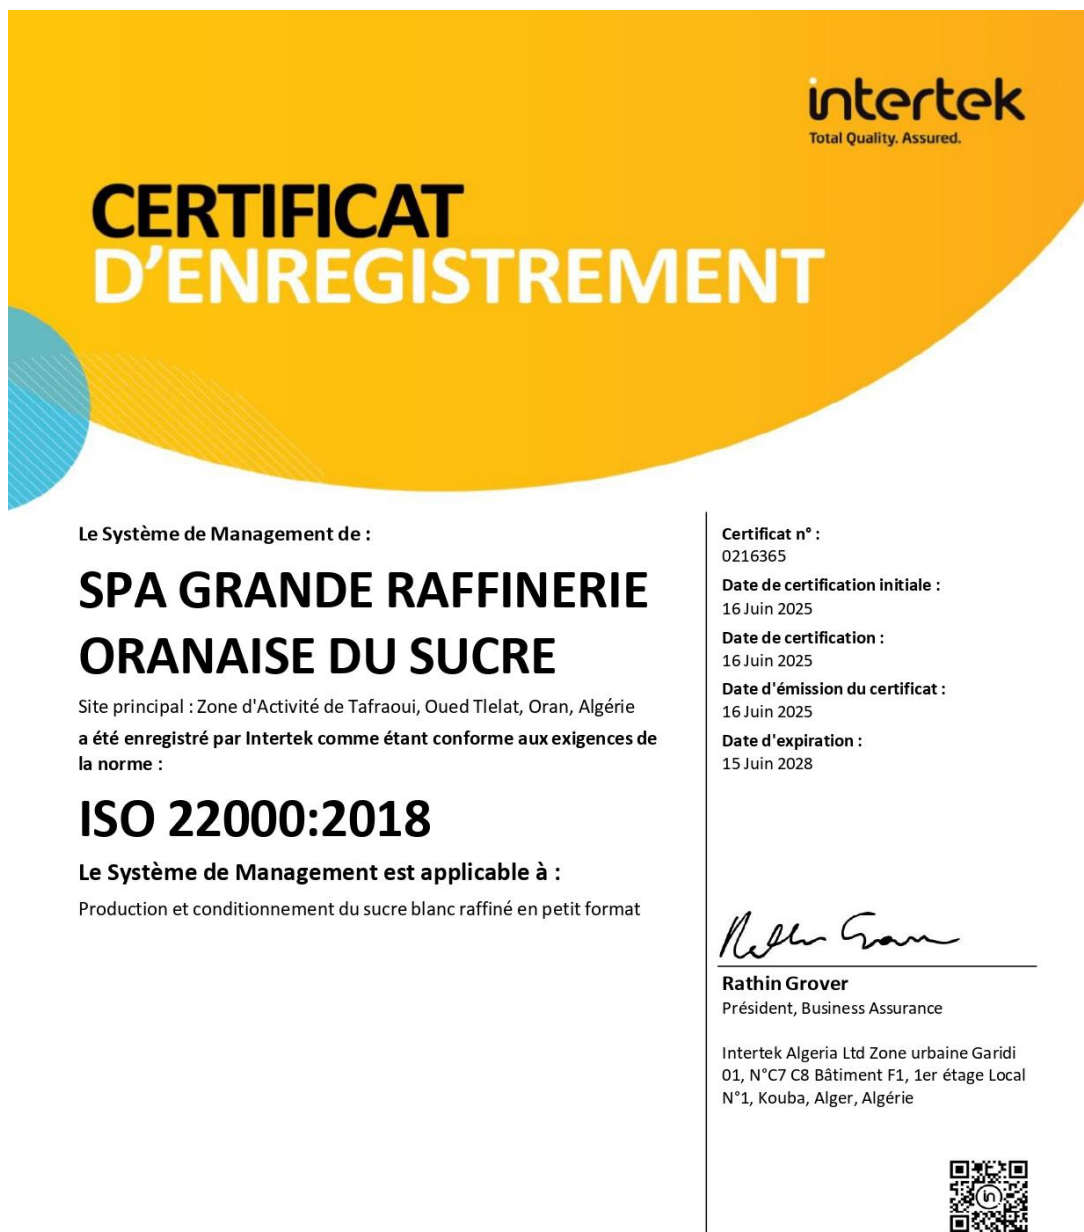 intertek
Total Quality. Assured.
CERTIFICAT
D'ENREGISTREMENT
Le Système de Management de :
SPA GRANDE RAFFINERIE
ORANAISE DU SUCRE
Site principal : Zone d'Activité de Tafraoui, Oued Tlelat, Oran, Algérie
a été enregistré par Intertek comme étant conforme aux exigences de
la norme :
ISO 22000:2018
Le Système de Management est applicable à :
Production et conditionnement du sucre blanc raffiné en petit format
Certificat n° :
0216365
Date de certification initiale :
16 Juin 2025
Date de certification :
16 Juin 2025
Date d'émission du certificat :
16 Juin 2025
Date d'expiration :
15 Juin 2028
Rathin Grover
Président, Business Assurance
Intertek Algeria Ltd Zone urbaine Garidi
01, N°C7 C8 Bâtiment F1, 1er étage Local
N°1, Kouba, Alger, Algérie
in